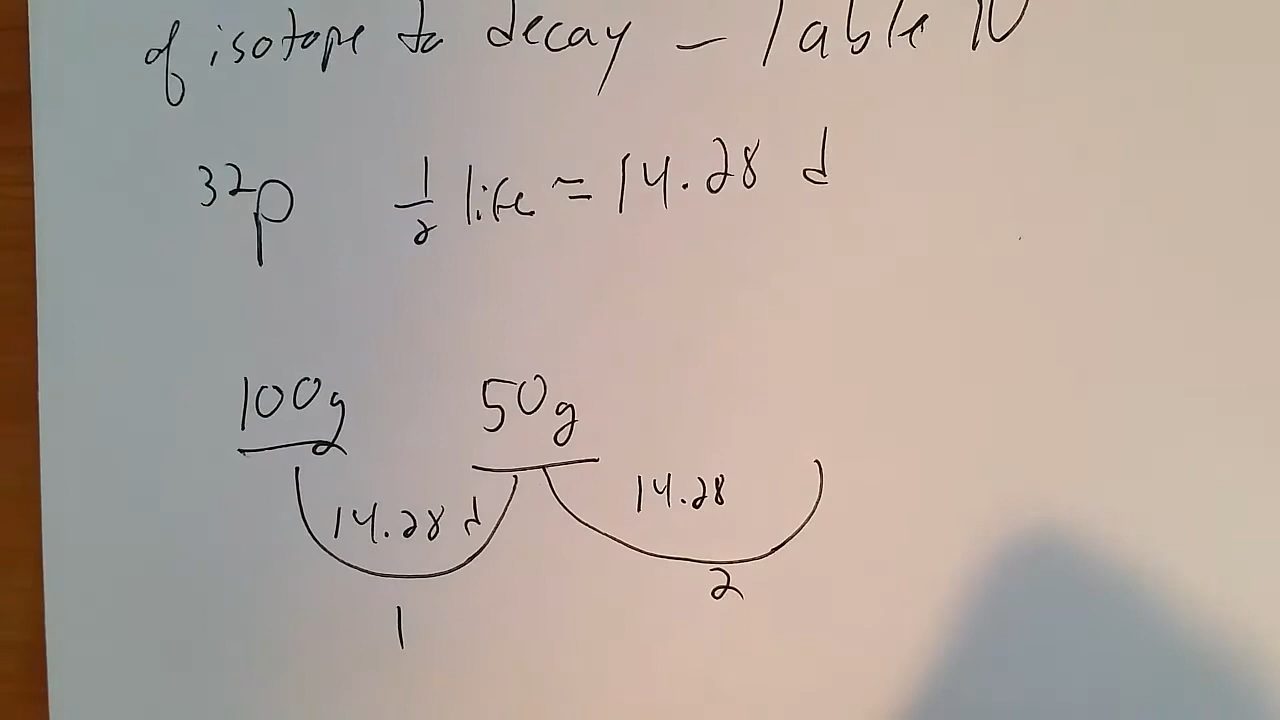 of isotope to decay – Table N
32P 1/2 life = 14.28 d
100g 50g
14.28 d 14.28
1 2